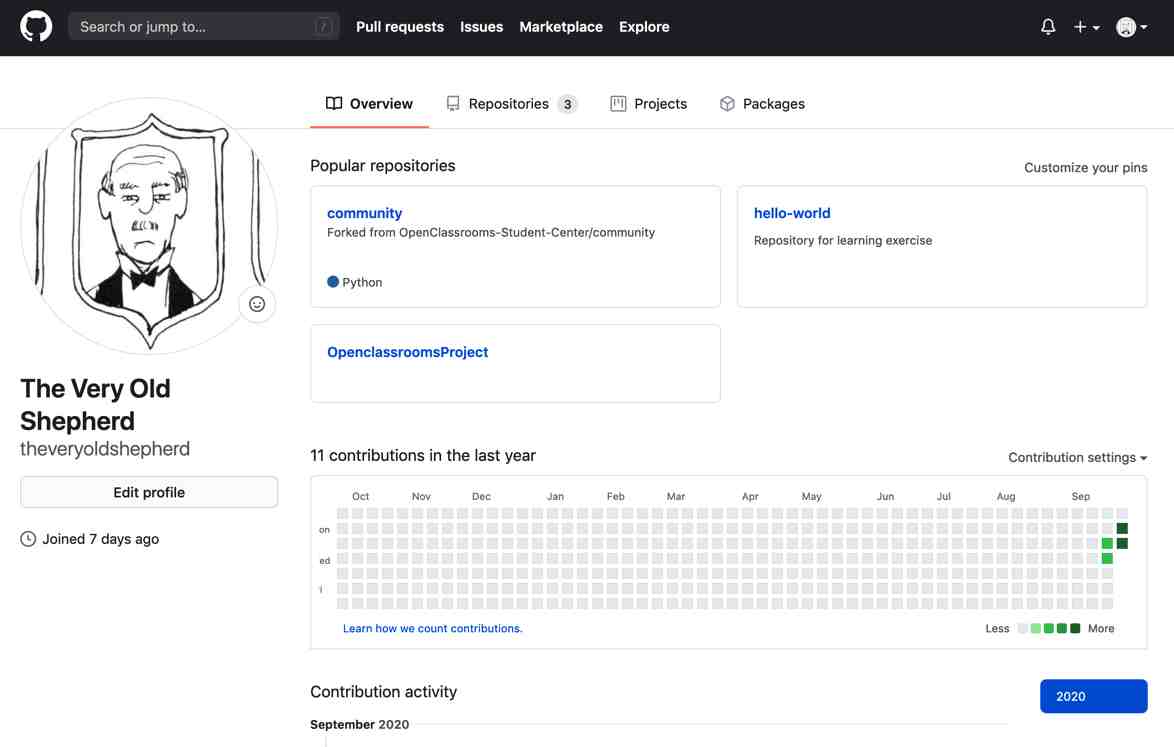 Search or jump to... / Pull requests Issues Marketplace Explore
Overview Repositories 3 Projects Packages
Popular repositories Customize your pins
community
Forked from OpenClassrooms-Student-Center/community
Python
hello-world
Repository for learning exercise
OpenclassroomsProject
The Very Old
Shepherd
theveryoldshepherd
Edit profile
Joined 7 days ago
11 contributions in the last year Contribution settings
Oct Nov Dec Jan Feb Mar Apr May Jun Jul Aug Sep
on
ed
Learn how we count contributions. Less More
Contribution activity 2020
September 2020